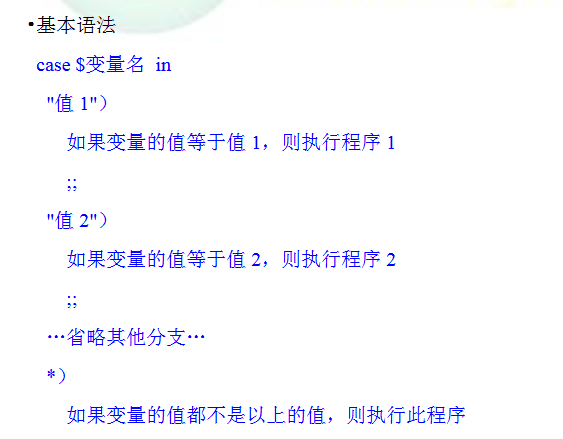 •基本语法
case $变量名 in
"值 1"）
如果变量的值等于值 1，则执行程序 1
;;
"值 2"）
如果变量的值等于值 2，则执行程序 2
;;
…省略其他分支…
*）
如果变量的值都不是以上的值，则执行此程序